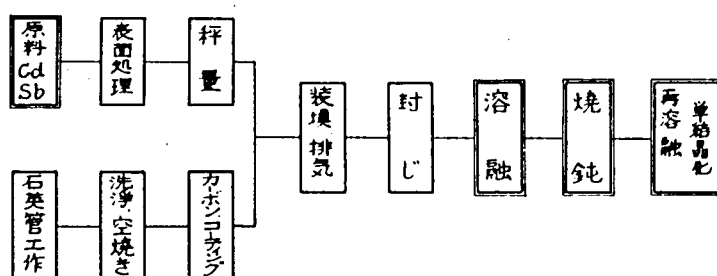 原料
Cd
Sb
表面処理
秤量
石英管工作
洗浄・空焼き
カーボンコーティング
装塡排気
封じ
溶融
焼鈍
再溶融
単結晶化